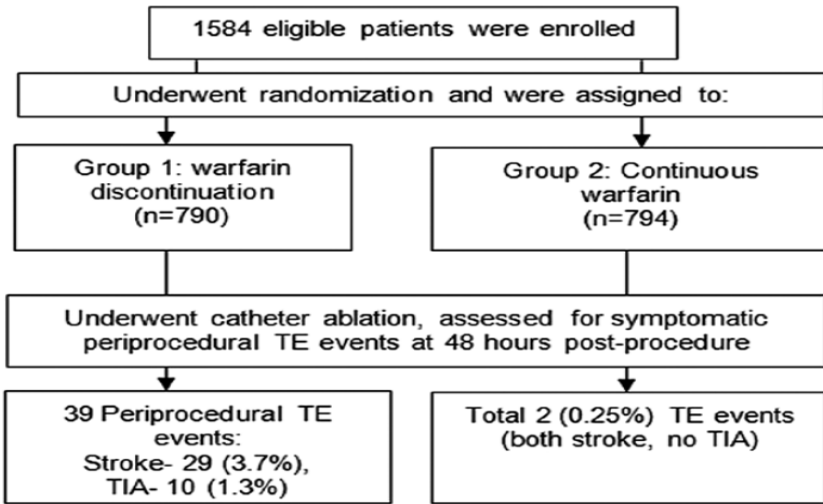 1584 eligible patients were enrolled
Underwent randomization and were assigned to:
Group 1: warfarin
discontinuation
(n=790)
Group 2: Continuous
warfarin
(n=794)
Underwent catheter ablation, assessed for symptomatic
periprocedural TE events at 48 hours post-procedure
39 Periprocedural TE
events:
Stroke- 29 (3.7%),
TIA- 10 (1.3%)
Total 2 (0.25%) TE events
(both stroke, no TIA)